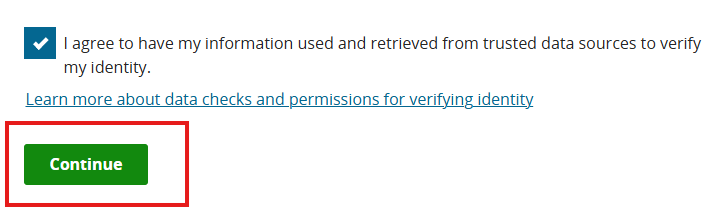 I agree to have my information used and retrieved from trusted data sources to verify
my identity.
Learn more about data checks and permissions for verifying identity
Continue